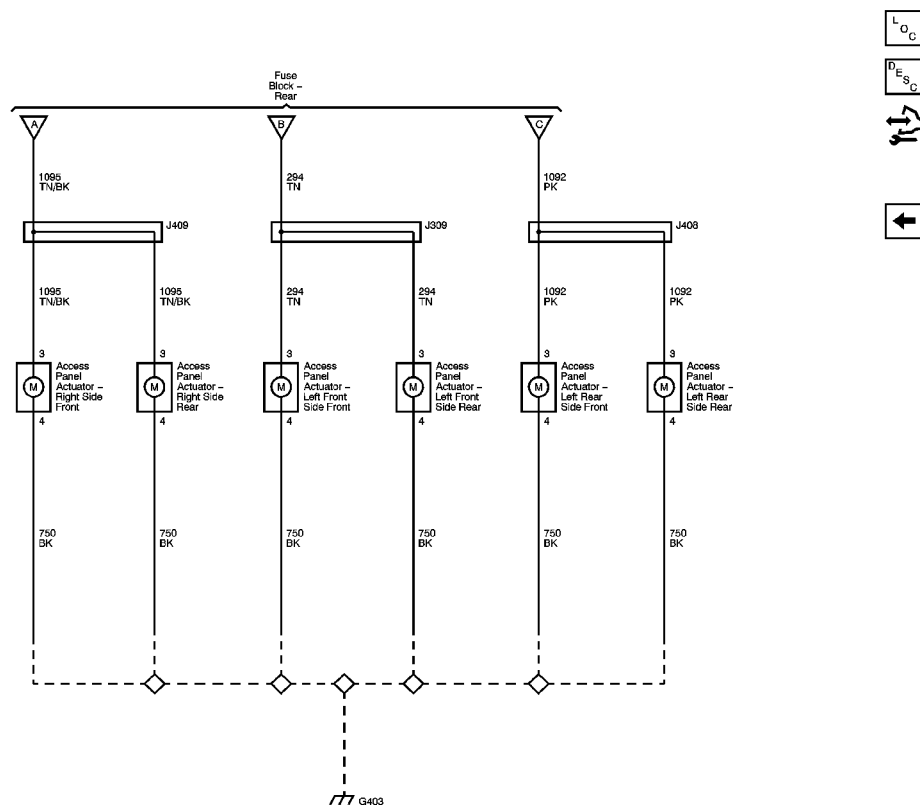 L O C
D E S C
Fuse
Block –
Rear
A
B
C
1095
TN/BK
294
TN
1092
PK
J409
J309
J408
1095
TN/BK
1095
TN/BK
294
TN
294
TN
1092
PK
1092
PK
3
3
3
3
3
3
M
Access
Panel
Actuator –
Right Side
Front
M
Access
Panel
Actuator –
Right Side
Rear
M
Access
Panel
Actuator –
Left Front
Side Front
M
Access
Panel
Actuator –
Left Front
Side Rear
M
Access
Panel
Actuator –
Left Rear
Side Front
M
Access
Panel
Actuator –
Left Rear
Side Rear
4
4
4
4
4
4
750
BK
750
BK
750
BK
750
BK
750
BK
750
BK
G403